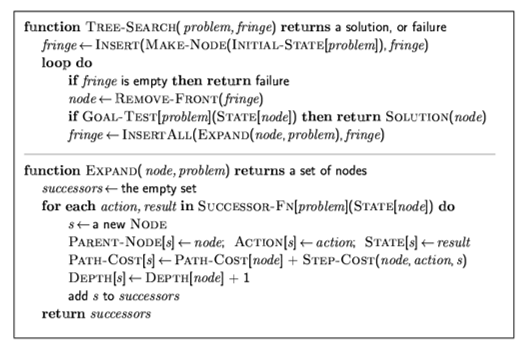 function TREE-SEARCH( problem, fringe) returns a solution, or failure
fringe ← INSERT(MAKE-NODE(INITIAL-STATE[problem]), fringe)
loop do
if fringe is empty then return failure
node ← REMOVE-FRONT(fringe)
if GOAL-TEST[problem](STATE[node]) then return SOLUTION(node)
fringe ← INSERTALL(EXPAND(node, problem), fringe)
function EXPAND( node, problem) returns a set of nodes
successors ← the empty set
for each action, result in SUCCESSOR-FN[problem](STATE[node]) do
s ← a new NODE
PARENT-NODE[s] ← node; ACTION[s] ← action; STATE[s] ← result
PATH-COST[s] ← PATH-COST[node] + STEP-COST(node, action, s)
DEPTH[s] ← DEPTH[node] + 1
add s to successors
return successors